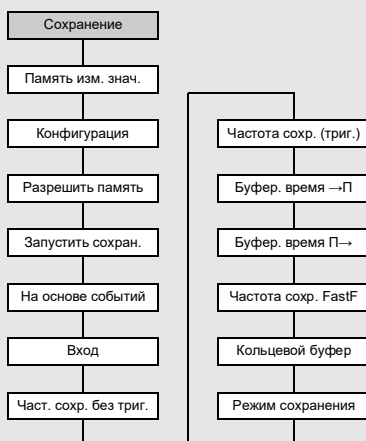 Сохранение
Память изм. знач.
Конфигурация
Разрешить память
Запустить сохран.
На основе событий
Вход
Част. сохр. без триг.
Частота сохр. (триг.)
Буфер. время →П
Буфер. время П→
Частота сохр. FastF
Кольцевой буфер
Режим сохранения